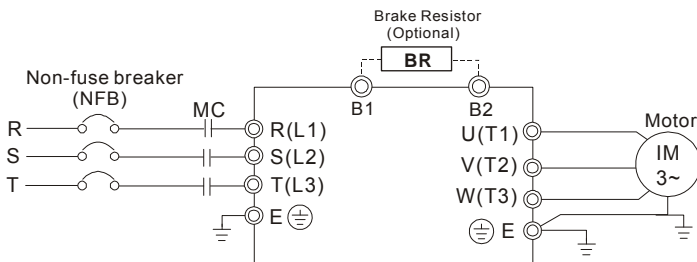 Brake Resistor
(Optional)
BR
Non-fuse breaker
(NFB)
MC
B1
B2
R
R(L1)
U(T1)
Motor
S
S(L2)
V(T2)
IM
3~
T
T(L3)
W(T3)
E
E